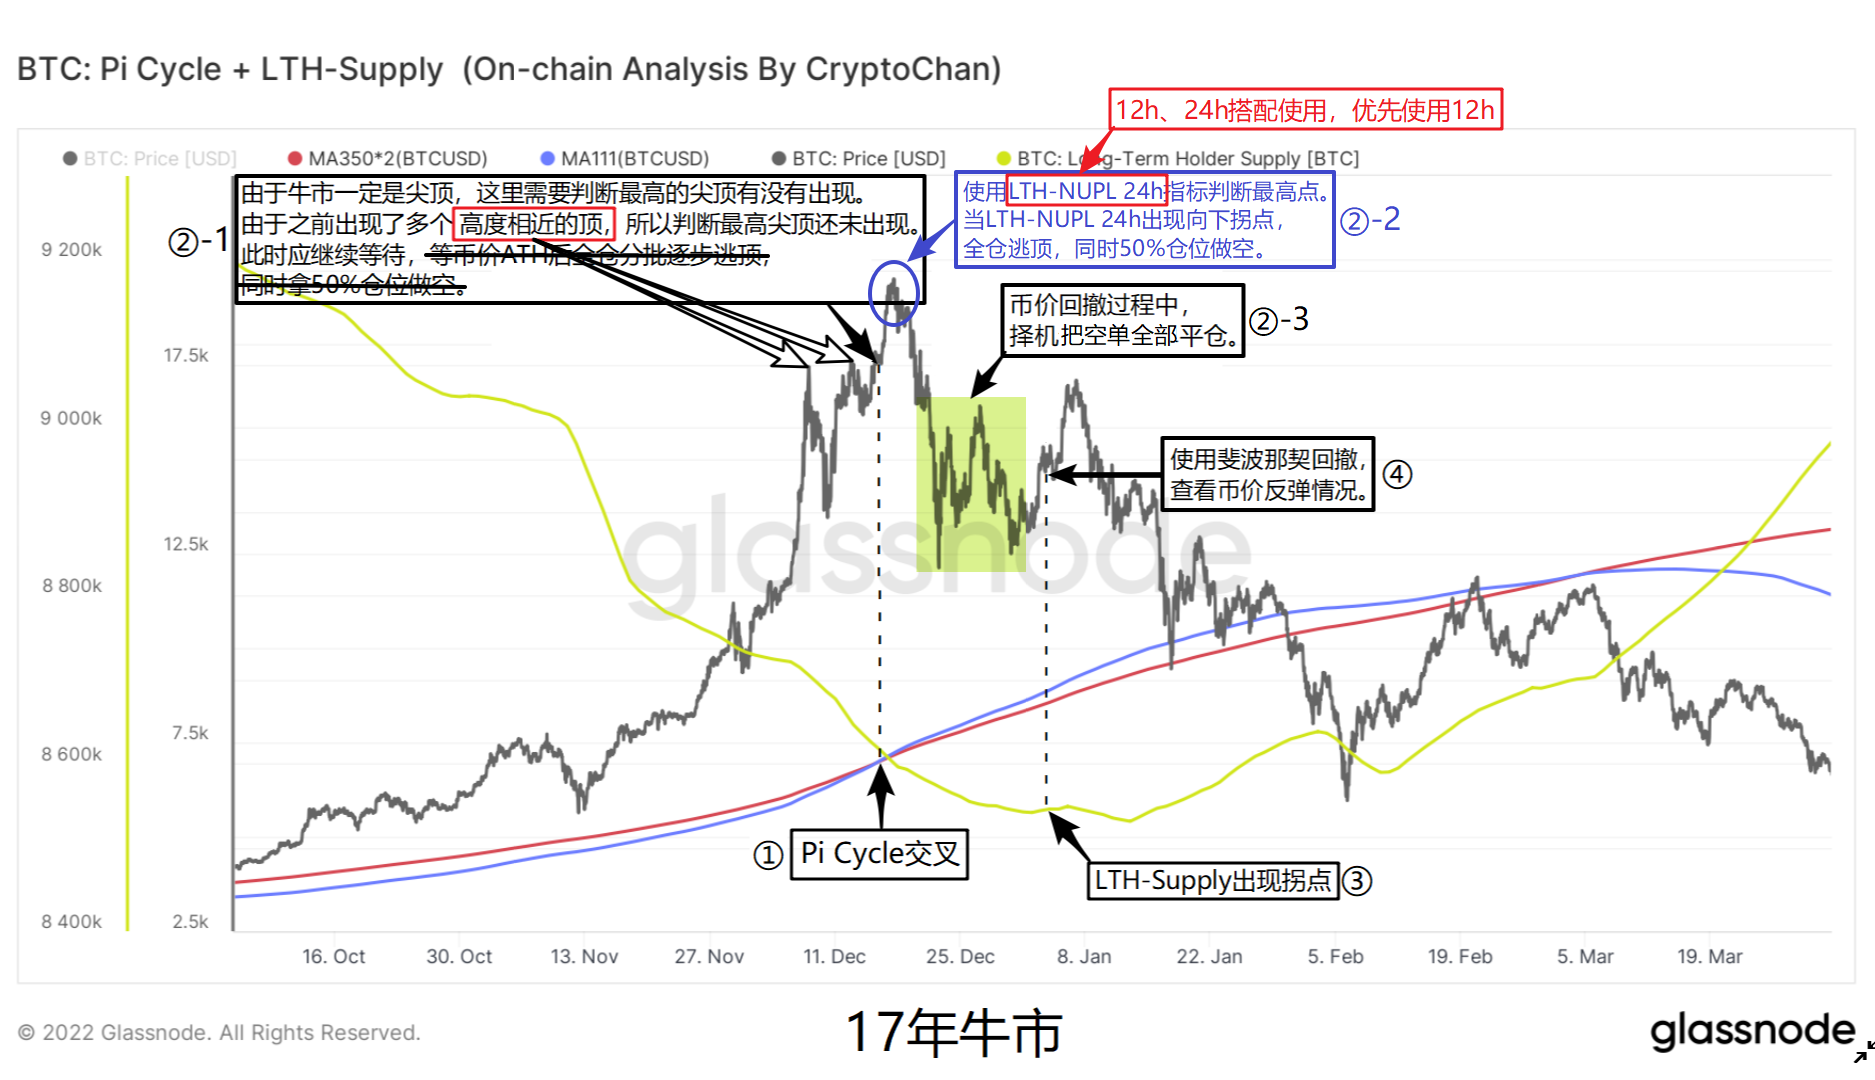 BTC: Pi Cycle + LTH-Supply  (On-chain Analysis By CryptoChan)
12h、24h搭配使用，优先使用12h
BTC: Price [USD]
MA350*2(BTCUSD)
MA111(BTCUSD)
BTC: Price [USD]
BTC: Long-Term Holder Supply [BTC]
由于牛市一定是尖顶，这里需要判断最高的尖顶有没有出现。
由于之前出现了多个高度相近的顶，所以判断最高尖顶还未出现。
此时应继续等待，等币价ATH后全仓分批逐步逃顶，
同时拿50%仓位做空。
②-1
使用LTH-NUPL 24h指标判断最高点。
当LTH-NUPL 24h出现向下拐点，
全仓逃顶，同时50%仓位做空。
②-2
币价回撤过程中，
择机把空单全部平仓。
②-3
使用斐波那契回撤，
查看币价反弹情况。
④
① Pi Cycle交叉
LTH-Supply出现拐点 ③
9 200k
9 000k
8 800k
8 600k
8 400k
17.5k
12.5k
7.5k
2.5k
glassnode
16. Oct
30. Oct
13. Nov
27. Nov
11. Dec
25. Dec
8. Jan
22. Jan
5. Feb
19. Feb
5. Mar
19. Mar
© 2022 Glassnode. All Rights Reserved.
17年牛市
glassnode